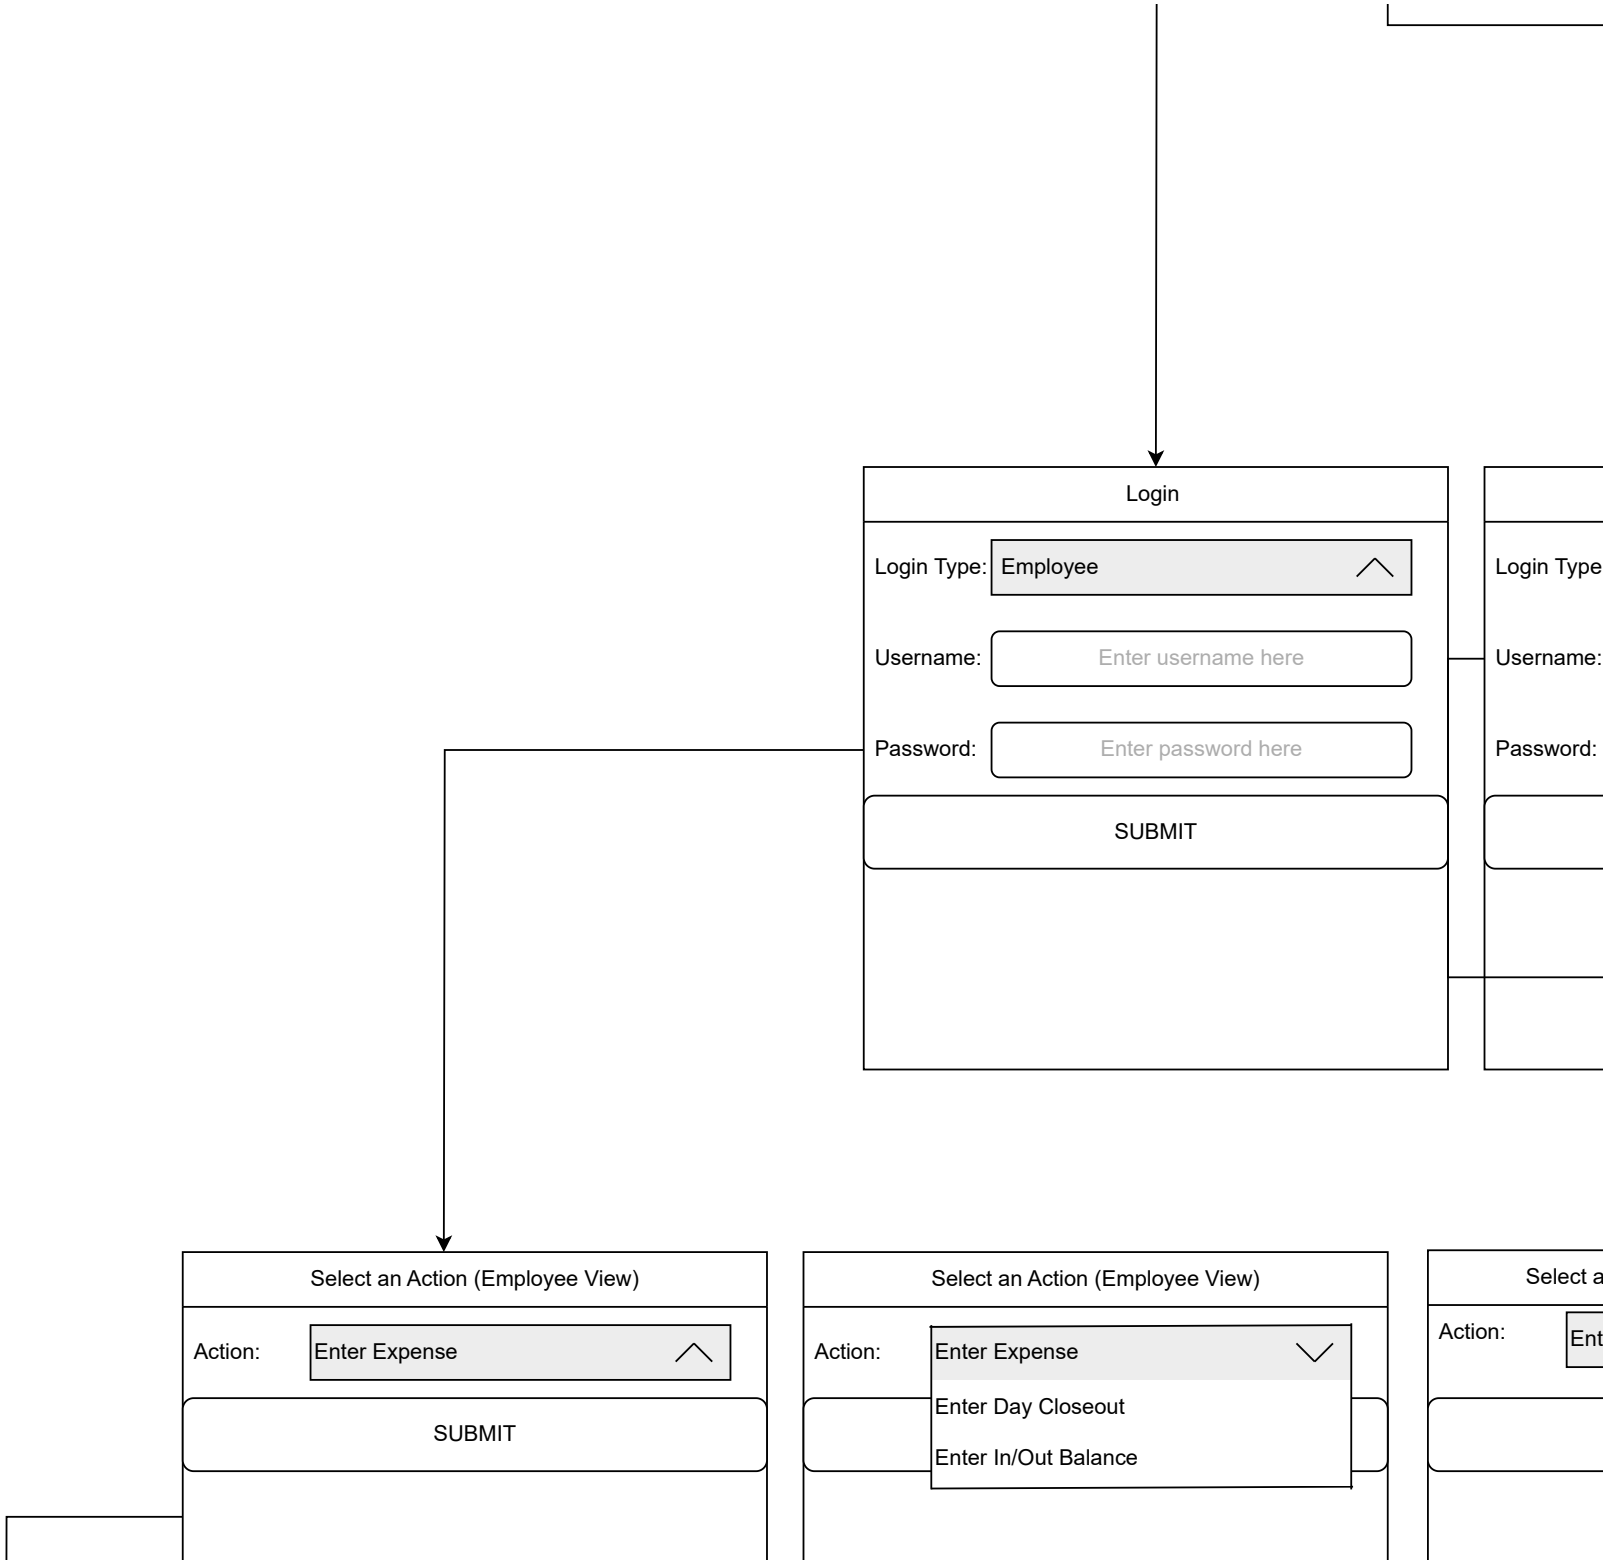 Login
Login Type: Employee
Username: Enter username here
Password: Enter password here
SUBMIT
Login Type
Username:
Password:
Select an Action (Employee View)
Action: Enter Expense
SUBMIT
Select an Action (Employee View)
Action: Enter Expense
Enter Day Closeout
Enter In/Out Balance
Select a
Action: Ent